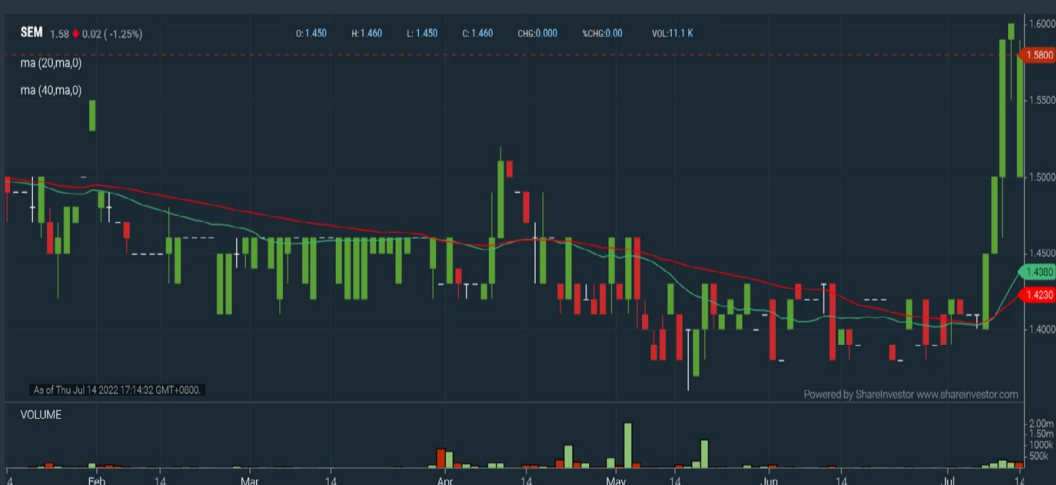 SEM 1.58 0.02 (-1.25%) O: 1.450 H: 1.460 L: 1.450 C: 1.460 CHG:0.000 %CHG:0.00 VOL:11.1 K
ma (20,ma,0)
ma (40,ma,0)
1.6000
1.5800
1.5500
1.5000
1.4500
1.4380
1.4230
1.4000
As of Thu Jul 14 2022 17:14:32 GMT+0800.
Powered by ShareInvestor www.shareinvestor.com
VOLUME
2.00m
1.50m
1000k
500k
4 Feb 14 Mar 14 Apr 14 May 14 Jun 14 Jul 14